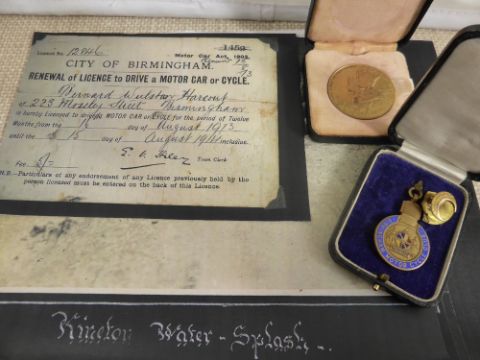 Licence No. 12046
1459
Motor Car Act, 1903.
CITY OF BIRMINGHAM.
RENEWAL of LICENCE to DRIVE a MOTOR CAR or CYCLE.
Bernard Harcourt
of 223 Moseley Street Birmingham
is hereby Licensed to DRIVE MOTOR CAR or CYCLE for the period of Twelve
Months from the 16 day of August 1913
until the 15 day of August 1914 inclusive.
Town Clerk
Fee 5/-
N.B.—Particulars of any endorsement of any Licence previously held by the
person licensed must be entered on the back of this Licence.
MOTOR CYCLE
Kineton Water-Splash-.